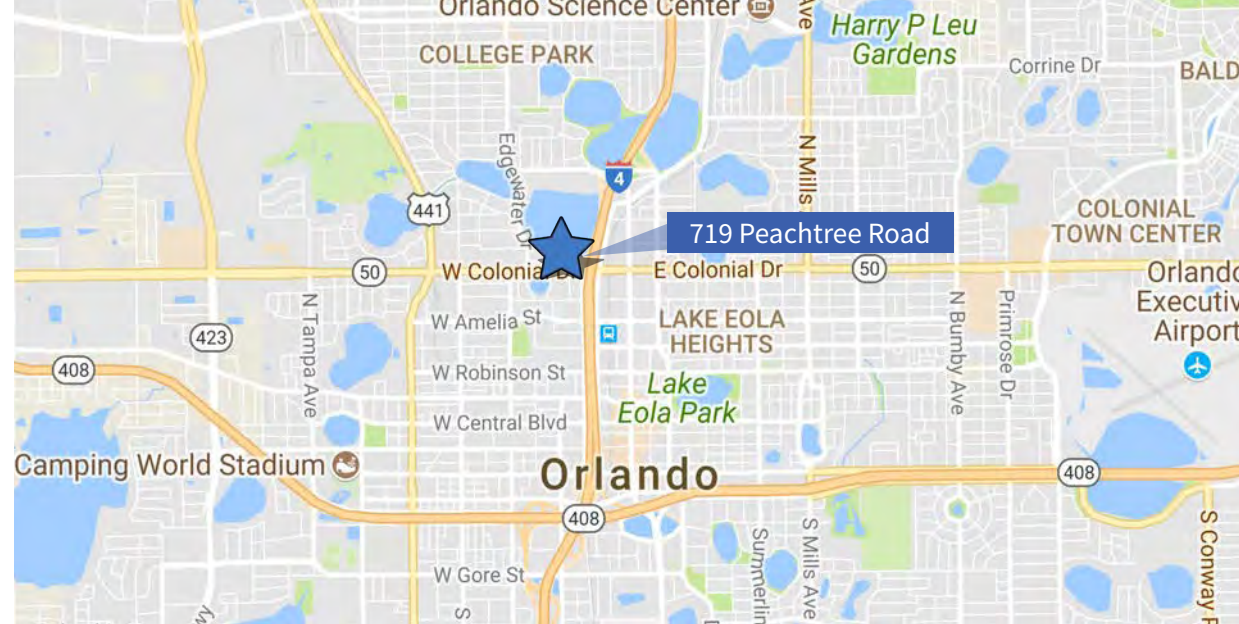 Orlando Science Center
Ave
Harry P Leu
Gardens
COLLEGE PARK
Corrine Dr
BALD
Edgewater Dr
N Mills
4
441
COLONIAL
TOWN CENTER
719 Peachtree Road
50
W Colonial D
E Colonial Dr
50
Orlando
Executiv
Airport
N Tampa Ave
W Amelia St
LAKE EOLA
HEIGHTS
N Bumby Ave
Primrose Dr
423
408
W Robinson St
Lake
Eola Park
W Central Blvd
Camping World Stadium
Orlando
408
408
S Mills Ave
Summerlin
S Conway
W Gore St
S